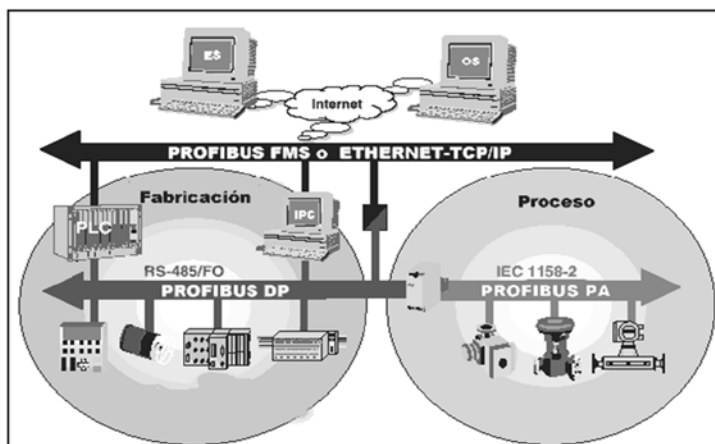 ES
OS
Internet
PROFIBUS FMS o ETHERNET-TCP/IP
Fabricación
Proceso
PLC
IPC
RS-485/FO
IEC 1158-2
PROFIBUS DP
PROFIBUS PA